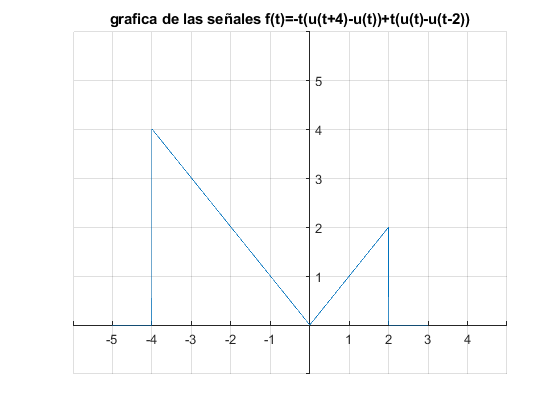 grafica de las señales f(t)=-t(u(t+4)-u(t))+t(u(t)-u(t-2))
5
4
3
2
1
-5 -4 -3 -2 -1 1 2 3 4